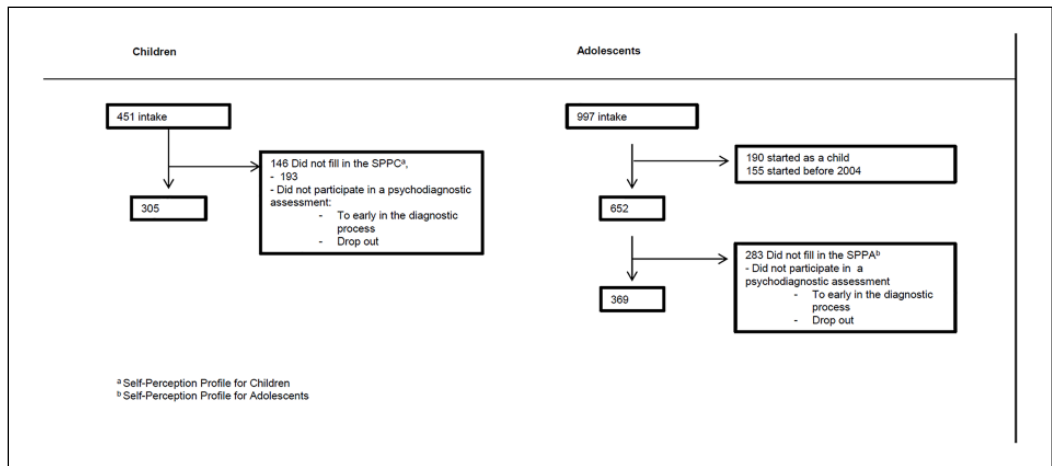 Children
451 intake
146 Did not fill in the SPPCᵃ,
- 193
- Did not participate in a psychodiagnostic
assessment:
- To early in the diagnostic
process
- Drop out
305
Adolescents
997 intake
190 started as a child
155 started before 2004
652
283 Did not fill in the SPPAᵇ
- Did not participate in a
psychodiagnostic assessment
- To early in the diagnostic
process
- Drop out
369
ᵃ Self-Perception Profile for Children
ᵇ Self-Perception Profile for Adolescents